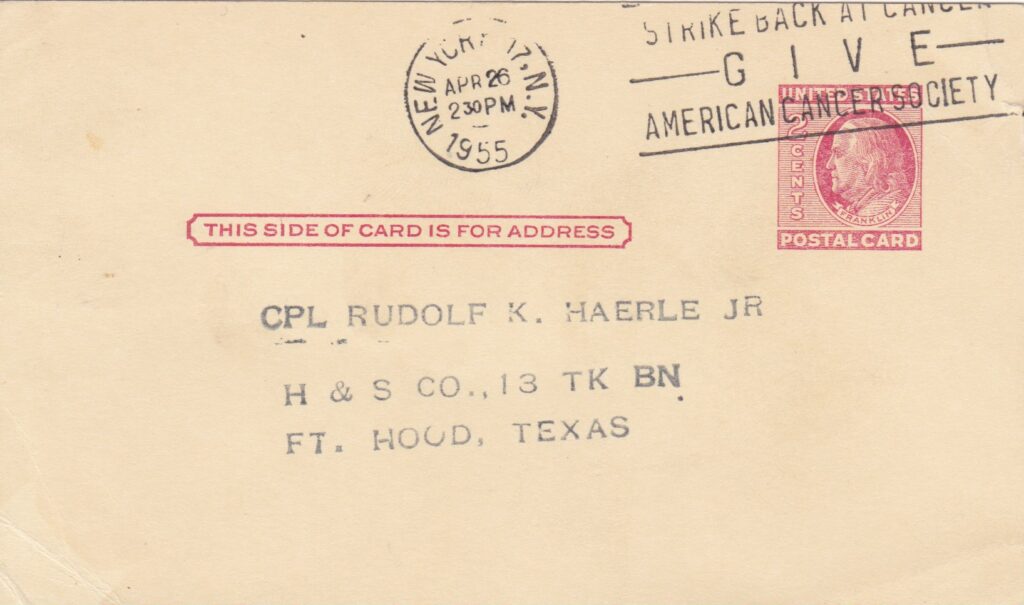 STRIKE BACK AT CANCER
G I V E
AMERICAN CANCER SOCIETY
NEW YORK 17, N.Y.
APR 26
2 30 PM
1955
UNITED STATES
2 CENTS
FRANKLIN
POSTAL CARD
THIS SIDE OF CARD IS FOR ADDRESS
CPL RUDOLF K. HAERLE JR
H & S CO., 13 TK BN
FT. HOOD, TEXAS